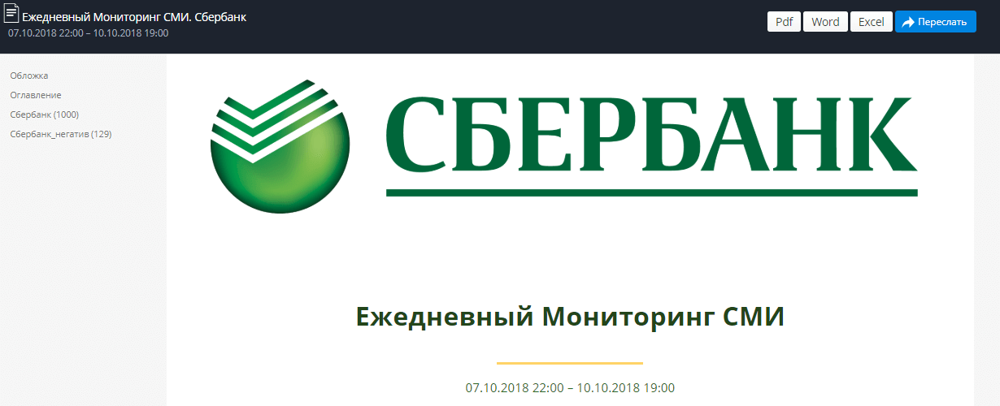 Ежедневный Мониторинг СМИ. Сбербанк
07.10.2018 22:00 – 10.10.2018 19:00
Pdf Word Excel Переслать
Обложка
Оглавление
Сбербанк (1000)
Сбербанк_негатив (129)
СБЕРБАНК
Ежедневный Мониторинг СМИ
07.10.2018 22:00 – 10.10.2018 19:00